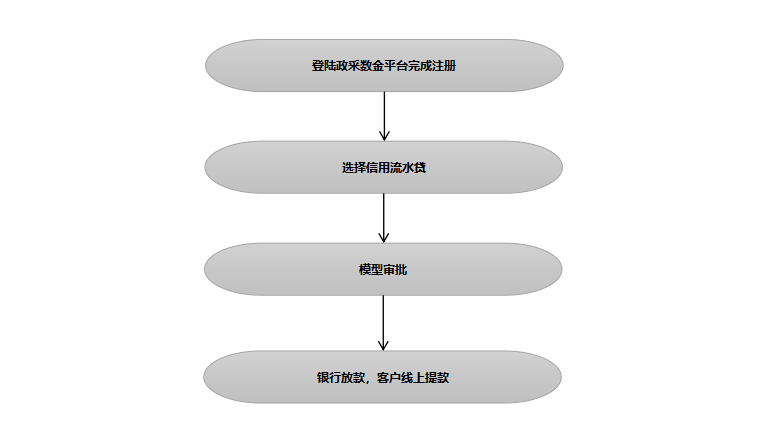 登陆政采数金平台完成注册
选择信用流水贷
模型审批
银行放款，客户线上提款